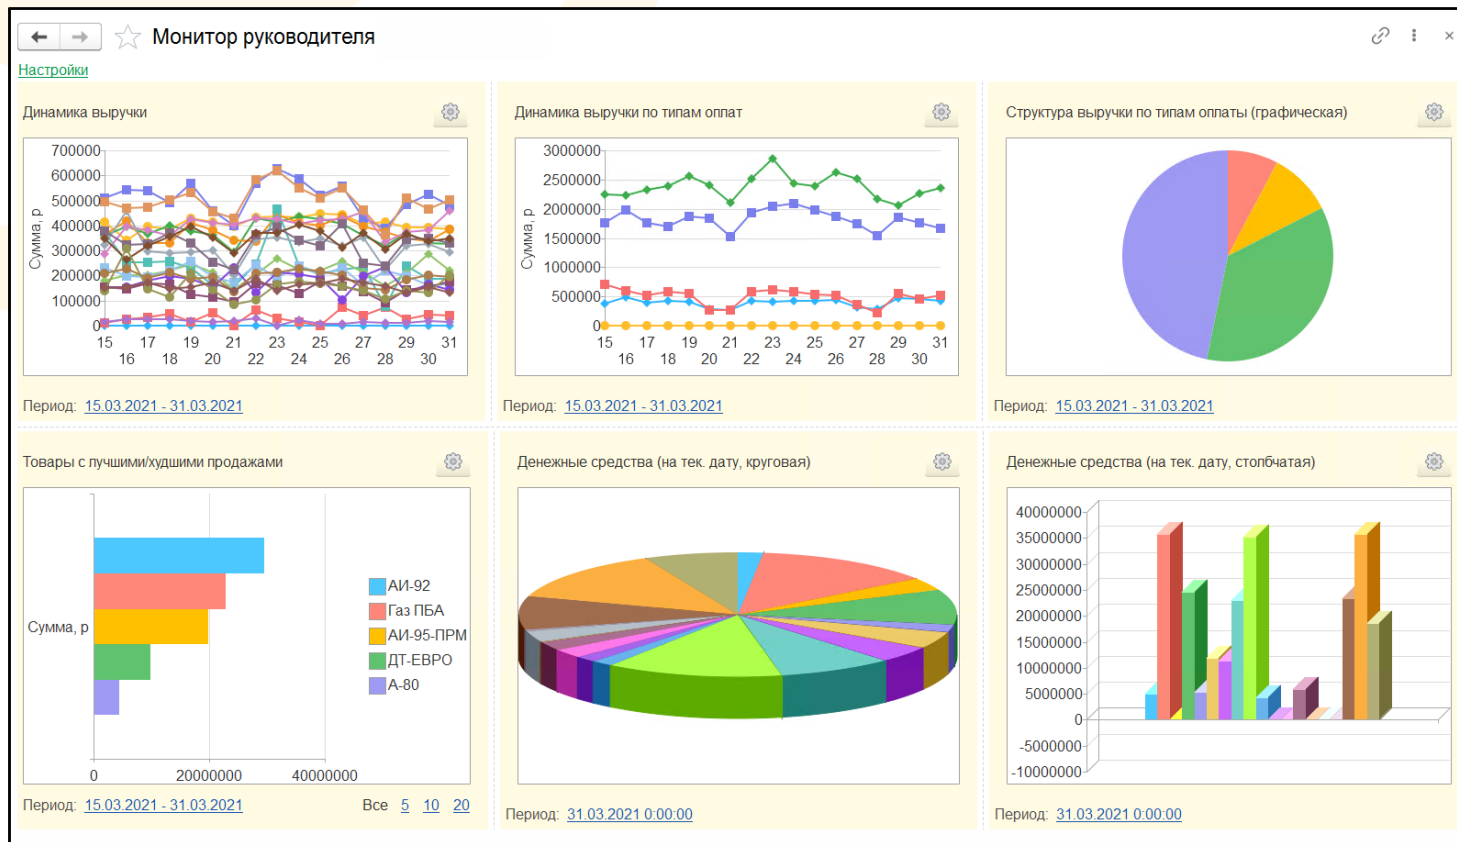 Монитор руководителя
Настройки
Динамика выручки
700000
600000
500000
400000
300000
200000
100000
0
Сумма, р
15 16 17 18 19 20 21 22 23 24 25 26 27 28 29 30 31
Период: 15.03.2021 - 31.03.2021
Динамика выручки по типам оплат
3000000
2500000
2000000
1500000
1000000
500000
0
Сумма, р
15 16 17 18 19 20 21 22 23 24 25 26 27 28 29 30 31
Период: 15.03.2021 - 31.03.2021
Структура выручки по типам оплаты (графическая)
Период: 15.03.2021 - 31.03.2021
Товары с лучшими/худшими продажами
Сумма, р
АИ-92
Газ ПБА
АИ-95-ПРМ
ДТ-ЕВРО
А-80
0 20000000 40000000
Период: 15.03.2021 - 31.03.2021 Все 5 10 20
Денежные средства (на тек. дату, круговая)
Период: 31.03.2021 0:00:00
Денежные средства (на тек. дату, столбчатая)
40000000
35000000
30000000
25000000
20000000
15000000
10000000
5000000
0
-5000000
-10000000
Период: 31.03.2021 0:00:00